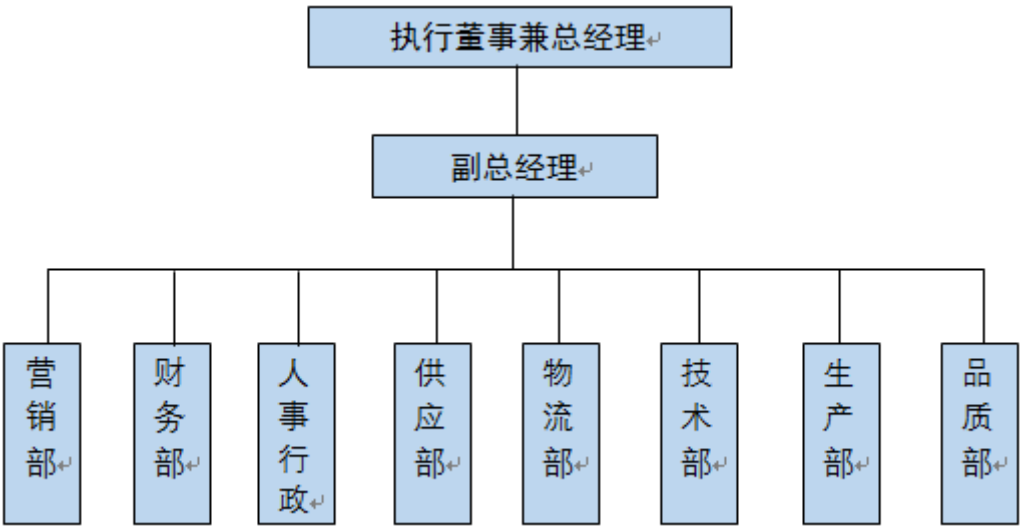 执行董事兼总经理
副总经理
营销部
财务部
人事行政
供应部
物流部
技术部
生产部
品质部